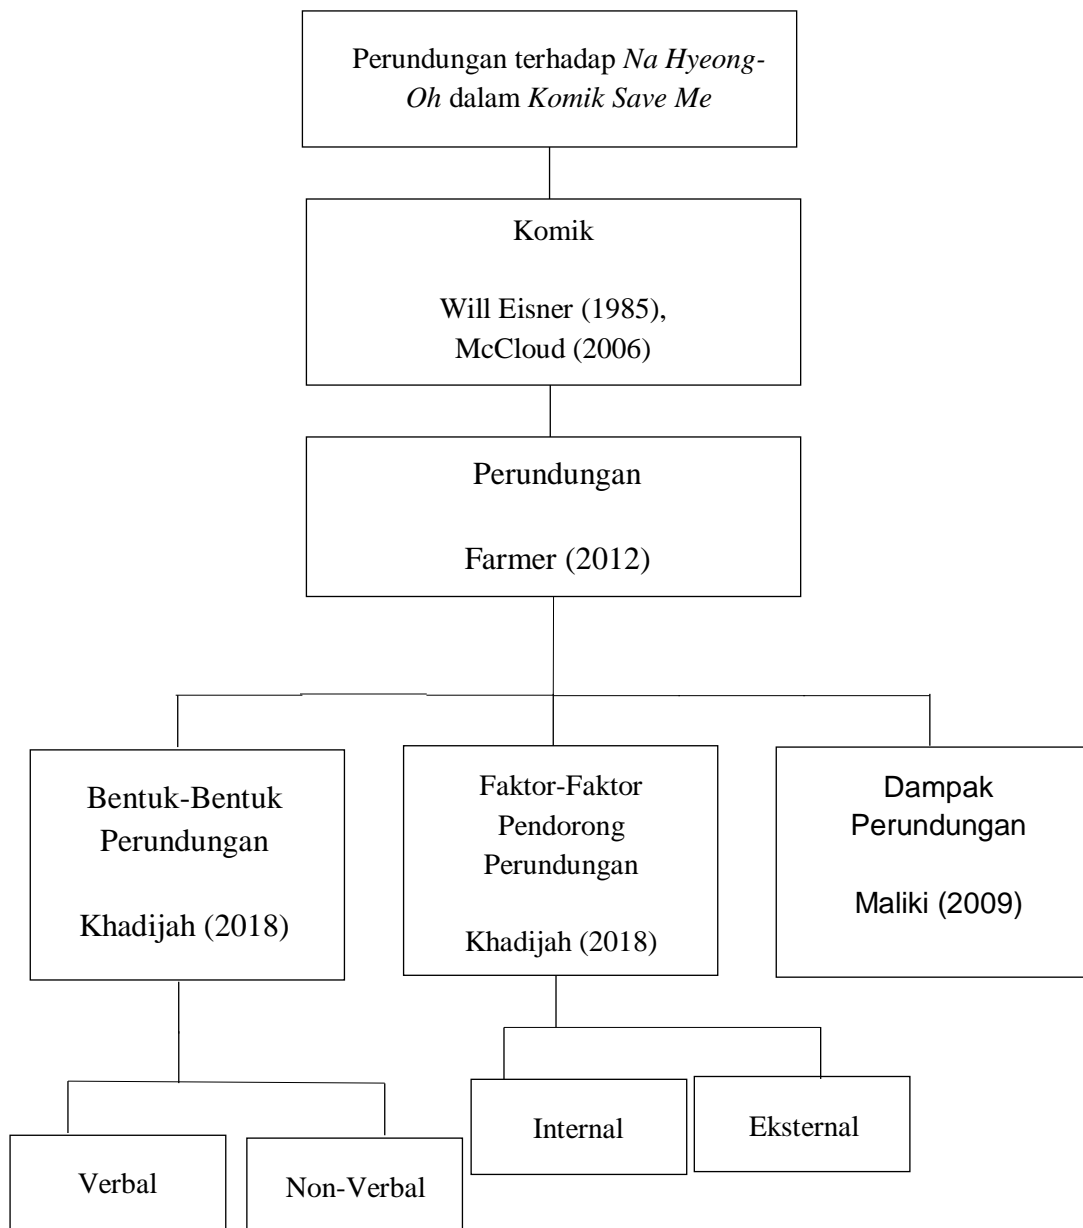 Perundungan terhadap Na Hyeong-
Oh dalam Komik Save Me
Komik
Will Eisner (1985),
McCloud (2006)
Perundungan
Farmer (2012)
Bentuk-Bentuk
Perundungan
Khadijah (2018)
Faktor-Faktor
Pendorong
Perundungan
Khadijah (2018)
Dampak
Perundungan
Maliki (2009)
Verbal
Non-Verbal
Internal
Eksternal